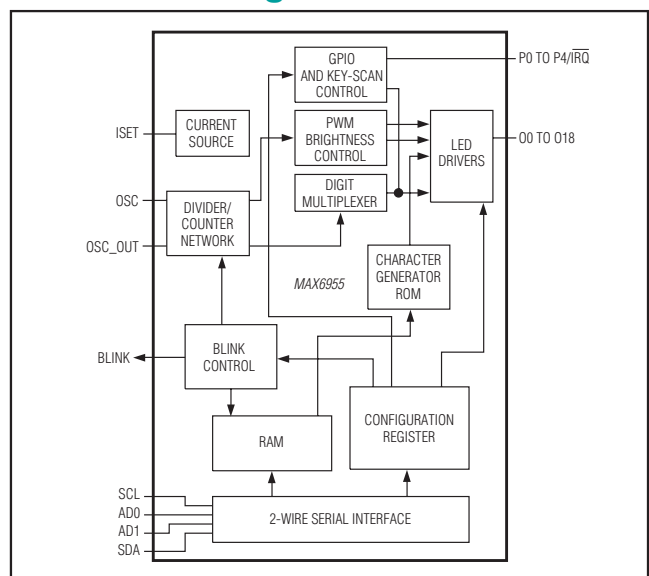 GPIO
AND KEY-SCAN
CONTROL
P0 TO P4/IRQ
ISET
CURRENT
SOURCE
PWM
BRIGHTNESS
CONTROL
LED
DRIVERS
O0 TO O18
OSC
OSC_OUT
DIVIDER/
COUNTER
NETWORK
DIGIT
MULTIPLEXER
MAX6955
CHARACTER
GENERATOR
ROM
BLINK
BLINK
CONTROL
RAM
CONFIGURATION
REGISTER
SCL
AD0
AD1
SDA
2-WIRE SERIAL INTERFACE